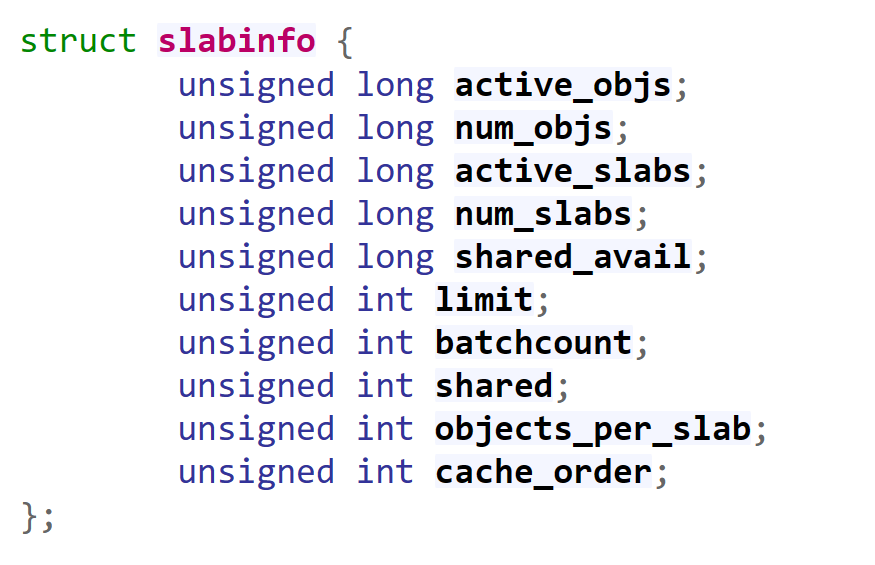 struct slabinfo {
        unsigned long active_objs;
        unsigned long num_objs;
        unsigned long active_slabs;
        unsigned long num_slabs;
        unsigned long shared_avail;
        unsigned int limit;
        unsigned int batchcount;
        unsigned int shared;
        unsigned int objects_per_slab;
        unsigned int cache_order;
};